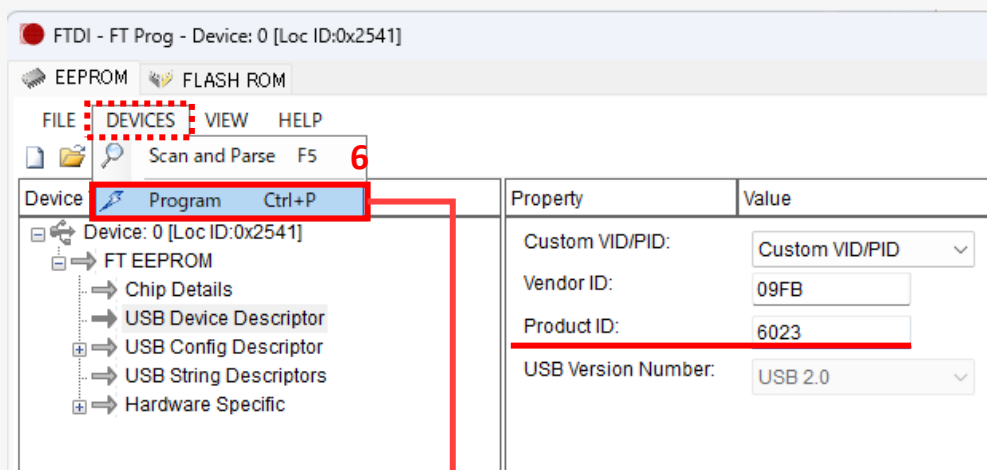 FTDI - FT Prog - Device: 0 [Loc ID:0x2541]
EEPROM FLASH ROM
FILE DEVICES VIEW HELP
Scan and Parse F5 6
Program Ctrl+P
Device
Property Value
Device: 0 [Loc ID:0x2541]
FT EEPROM
Chip Details
USB Device Descriptor
USB Config Descriptor
USB String Descriptors
Hardware Specific
Custom VID/PID: Custom VID/PID
Vendor ID: 09FB
Product ID: 6023
USB Version Number: USB 2.0